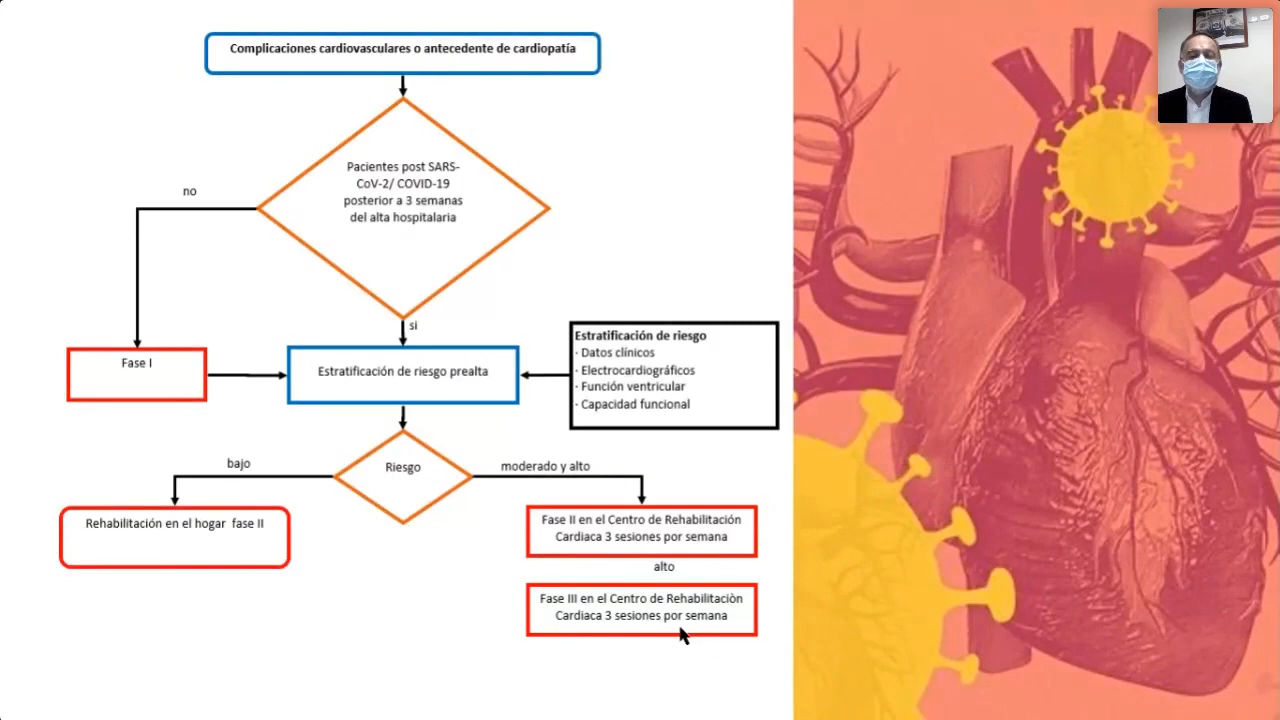 Complicaciones cardiovasculares o antecedente de cardiopatía
Pacientes post SARS-
CoV-2/ COVID-19
posterior a 3 semanas
del alta hospitalaria
no
si
Fase I
Estratificación de riesgo prealta
Estratificación de riesgo
· Datos clínicos
· Electrocardiográficos
· Función ventricular
· Capacidad funcional
bajo
Riesgo
moderado y alto
Rehabilitación en el hogar fase II
Fase II en el Centro de Rehabilitación
Cardiaca 3 sesiones por semana
alto
Fase III en el Centro de Rehabilitaciòn
Cardiaca 3 sesiones por semana